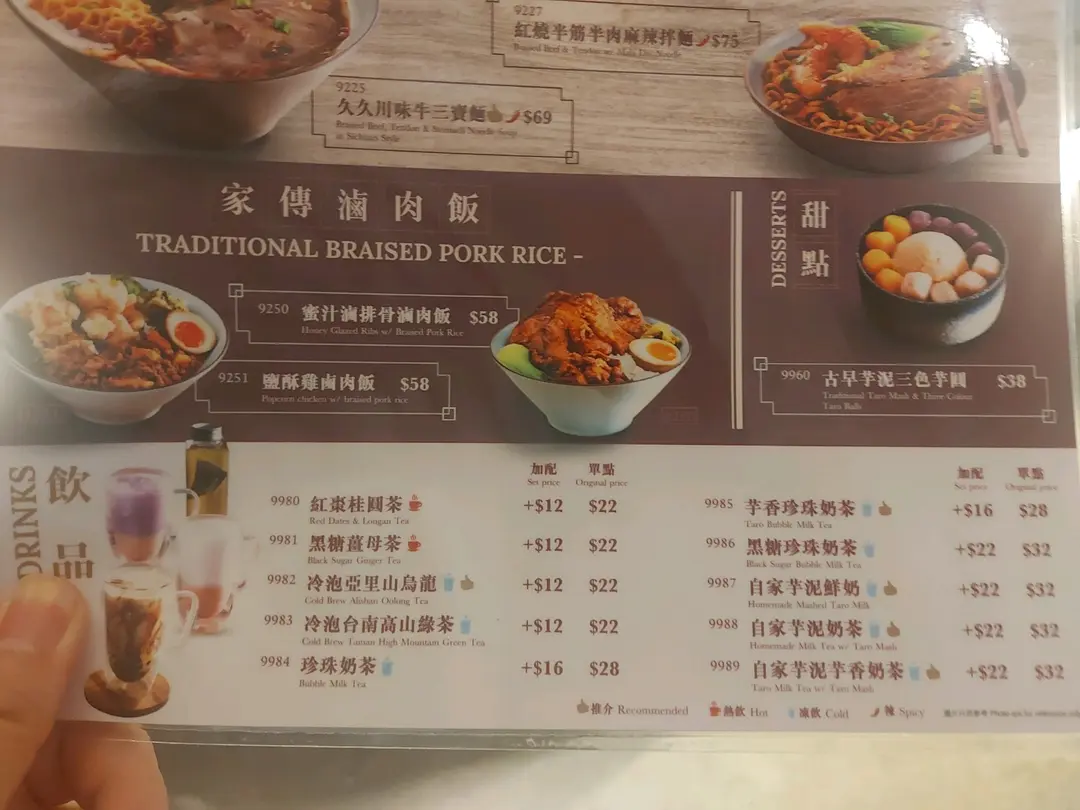 9227
紅燒半筋半肉麻辣拌麵 $75
Braised Beef & Tendon w/ Mala Dan Noodle
9225
久久川味牛三寶麵 $69
Braised Beef, Tendon & Stomach Noodle Soup
in Sichuan Style
家傳滷肉飯
TRADITIONAL BRAISED PORK RICE -
9250 蜜汁滷排骨滷肉飯 $58
Honey Glazed Ribs w/ Braised Pork Rice
9251 鹽酥雞鹵肉飯 $58
Popcorn chicken w/ braised pork rice
DESSERTS
甜點
9960 古早芋泥三色芋圓 $38
Traditional Taro Mash & Three-Colour
Taro Balls
DRINKS
飲品
加配 單點
Set price Original price
9980 紅棗桂圓茶 +$12 $22
Red Dates & Longan Tea
9981 黑糖薑母茶 +$12 $22
Black Sugar Ginger Tea
9982 冷泡亞里山烏龍 +$12 $22
Cold Brew Alishan Oolong Tea
9983 冷泡台南高山綠茶 +$12 $22
Cold Brew Tainan High Mountain Green Tea
9984 珍珠奶茶 +$16 $28
Bubble Milk Tea
加配 單點
Set price Original price
9985 芋香珍珠奶茶 +$16 $28
Taro Bubble Milk Tea
9986 黑糖珍珠奶茶 +$22 $32
Black Sugar Bubble Milk Tea
9987 自家芋泥鮮奶 +$22 $32
Homemade Mashed Taro Milk
9988 自家芋泥奶茶 +$22 $32
Homemade Milk Tea w/ Taro Mash
9989 自家芋泥芋香奶茶 +$22 $32
Taro Milk Tea w/ Taro Mash
推介 Recommended 熱飲 Hot 凍飲 Cold 辣 Spicy